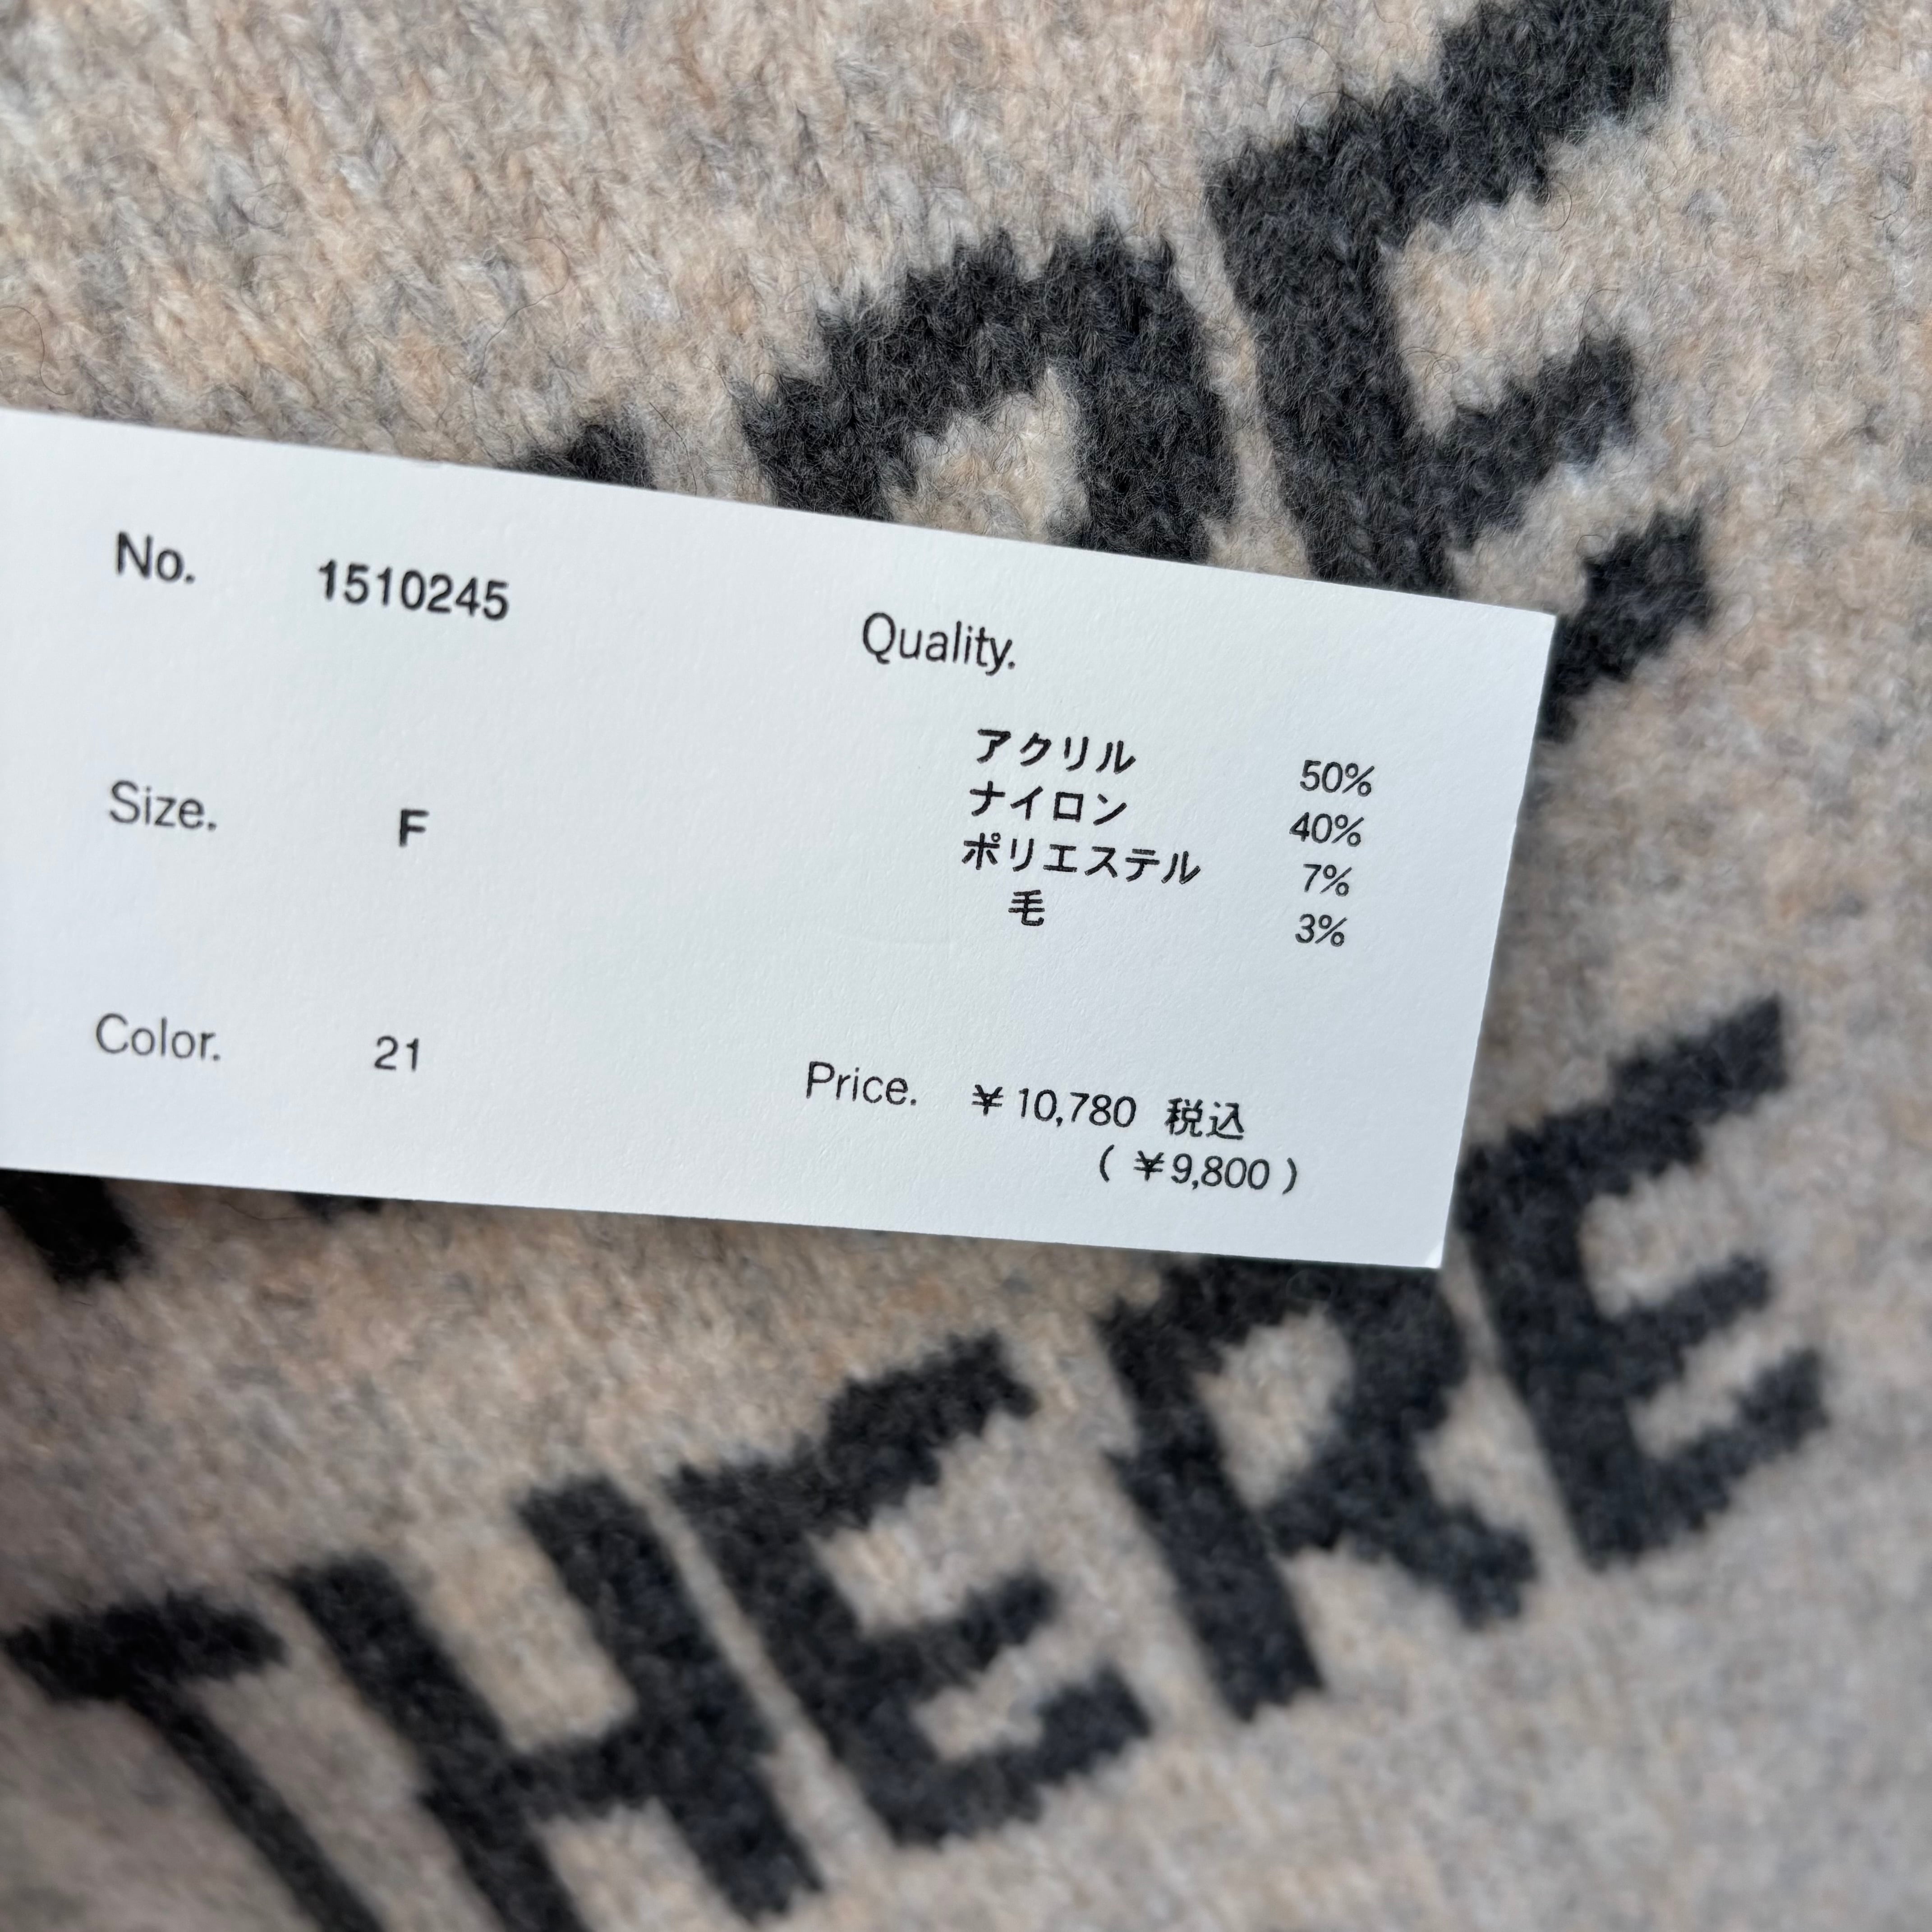 No. 1510245
Size. F
Color. 21
Quality.
アクリル 50%
ナイロン 40%
ポリエステル 7%
毛 3%
Price. ¥10,780 税込
(¥9,800)
THERE